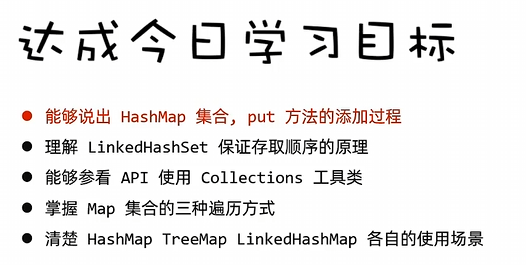 达成今日学习目标
能够说出 HashMap 集合, put 方法的添加过程
理解 LinkedHashSet 保证存取顺序的原理
能够参看 API 使用 Collections 工具类
掌握 Map 集合的三种遍历方式
清楚 HashMap TreeMap LinkedHashMap 各自的使用场景